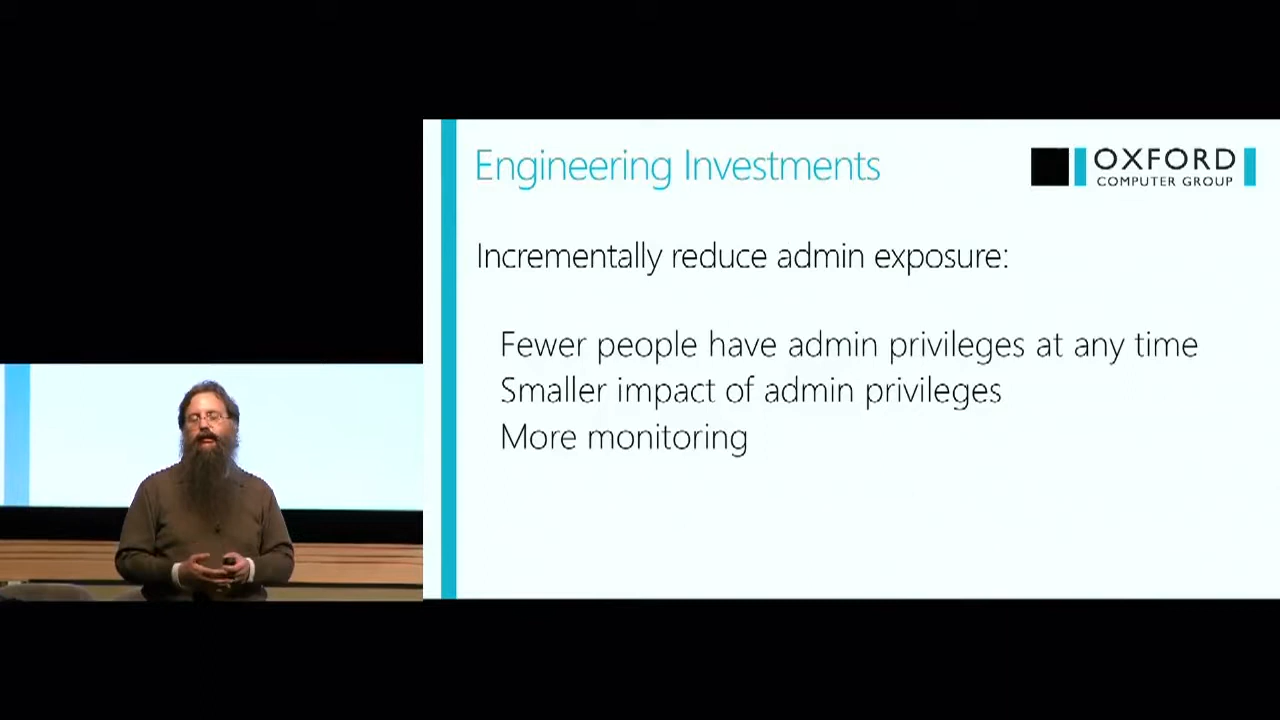 Engineering Investments
OXFORD
COMPUTER GROUP
Incrementally reduce admin exposure:
Fewer people have admin privileges at any time
Smaller impact of admin privileges
More monitoring